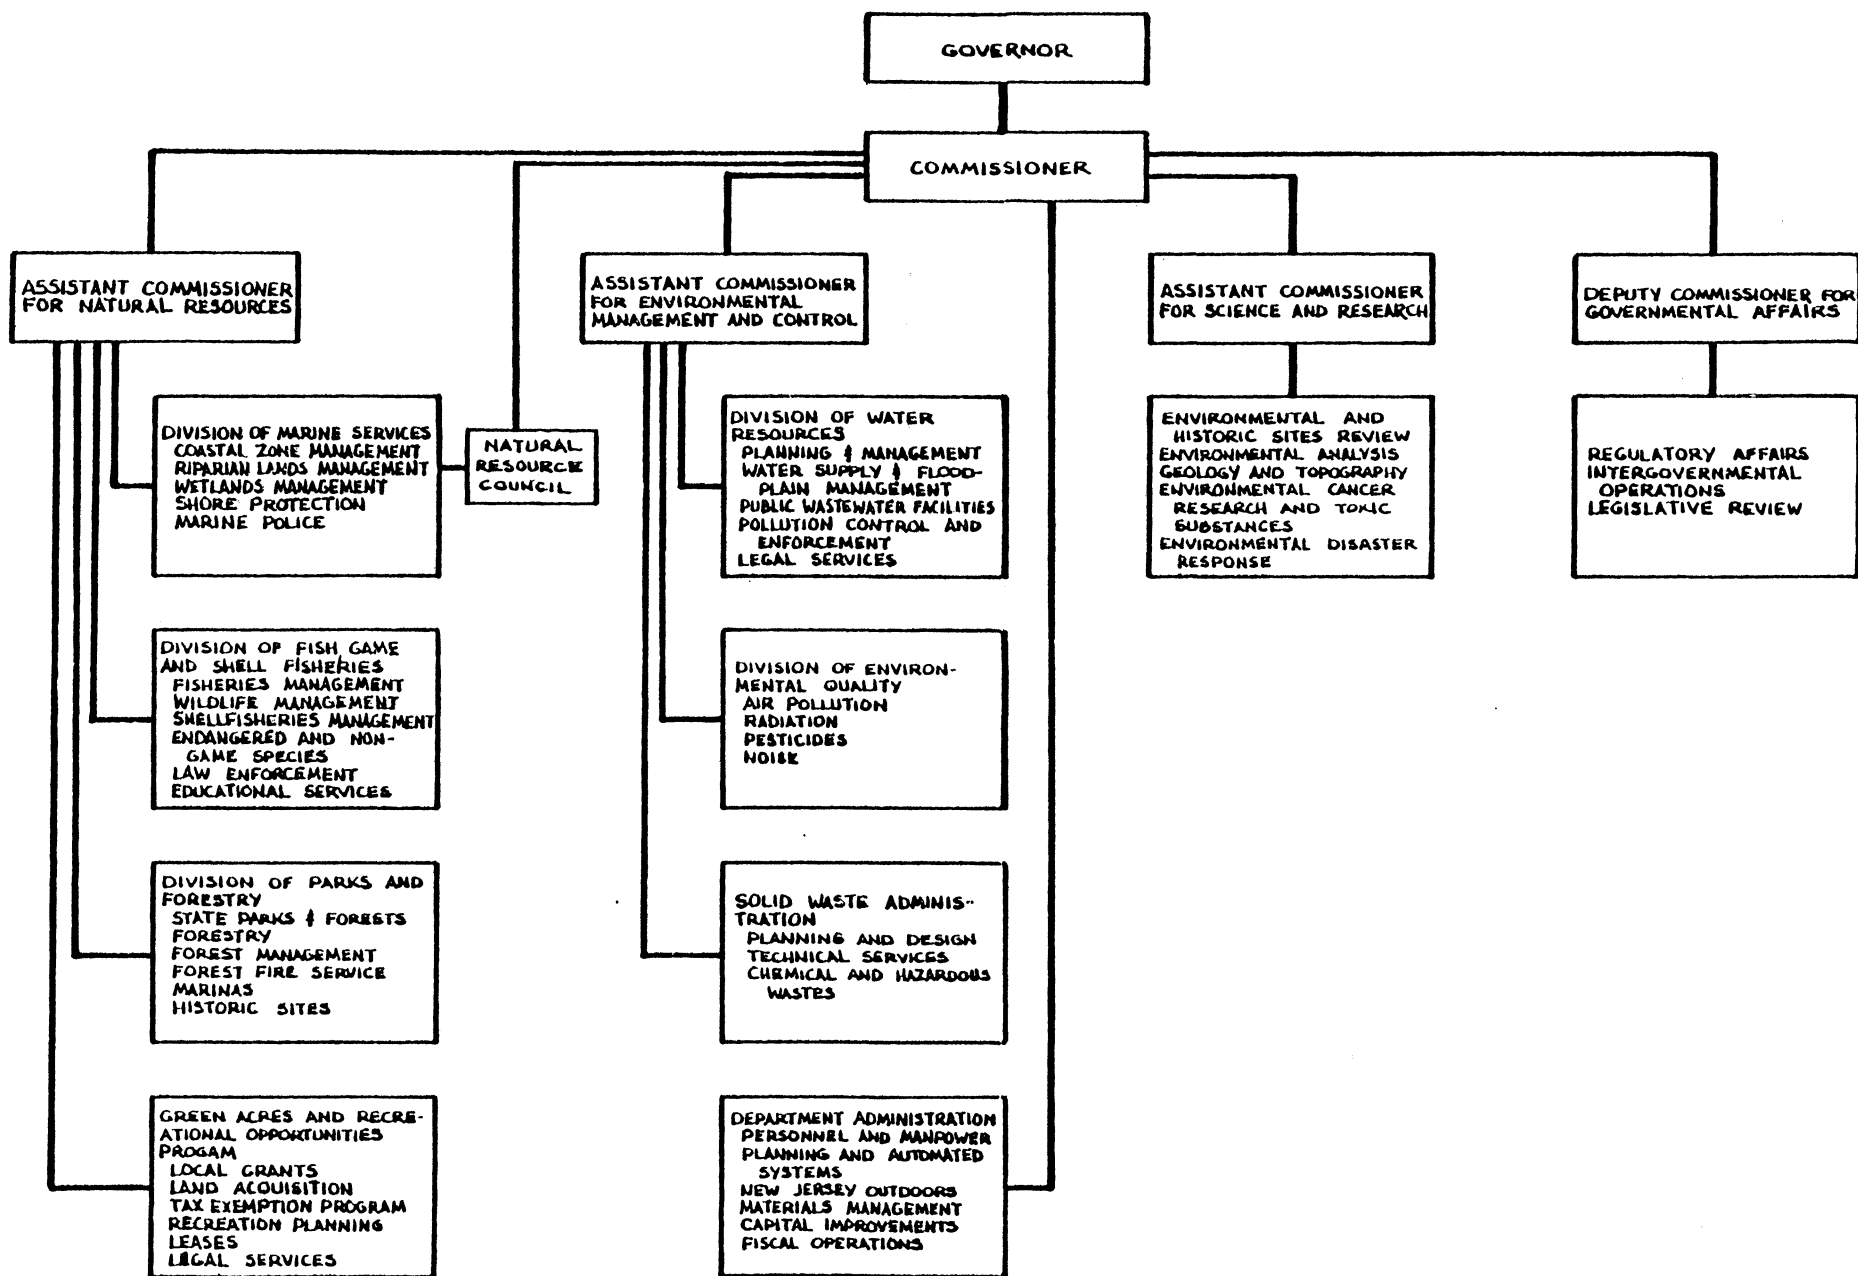 GOVERNOR
COMMISSIONER
ASSISTANT COMMISSIONER
FOR NATURAL RESOURCES
ASSISTANT COMMISSIONER
FOR ENVIRONMENTAL
MANAGEMENT AND CONTROL
ASSISTANT COMMISSIONER
FOR SCIENCE AND RESEARCH
DEPUTY COMMISSIONER FOR
GOVERNMENTAL AFFAIRS
DIVISION OF MARINE SERVICES
COASTAL ZONE MANAGEMENT
RIPARIAN LANDS MANAGEMENT
WETLANDS MANAGEMENT
SHORE PROTECTION
MARINE POLICE
NATURAL
RESOURCE
COUNCIL
DIVISION OF WATER
RESOURCES
PLANNING & MANAGEMENT
WATER SUPPLY & FLOOD-
PLAIN MANAGEMENT
PUBLIC WASTEWATER FACILITIES
POLLUTION CONTROL AND
ENFORCEMENT
LEGAL SERVICES
ENVIRONMENTAL AND
HISTORIC SITES REVIEW
ENVIRONMENTAL ANALYSIS
GEOLOGY AND TOPOGRAPHY
ENVIRONMENTAL CANCER
RESEARCH AND TOXIC
SUBSTANCES
ENVIRONMENTAL DISASTER
RESPONSE
REGULATORY AFFAIRS
INTERGOVERNMENTAL
OPERATIONS
LEGISLATIVE REVIEW
DIVISION OF FISH GAME
AND SHELL FISHERIES
FISHERIES MANAGEMENT
WILDLIFE MANAGEMENT
SHELLFISHERIES MANAGEMENT
ENDANGERED AND NON-
GAME SPECIES
LAW ENFORCEMENT
EDUCATIONAL SERVICES
DIVISION OF ENVIRON-
MENTAL QUALITY
AIR POLLUTION
RADIATION
PESTICIDES
NOISE
DIVISION OF PARKS AND
FORESTRY
STATE PARKS & FORESTS
FORESTRY
FOREST MANAGEMENT
FOREST FIRE SERVICE
MARINAS
HISTORIC SITES
SOLID WASTE ADMINIS-
TRATION
PLANNING AND DESIGN
TECHNICAL SERVICES
CHEMICAL AND HAZARDOUS
WASTES
GREEN ACRES AND RECRE-
ATIONAL OPPORTUNITIES
PROGAM
LOCAL GRANTS
LAND ACQUISITION
TAX EXEMPTION PROGRAM
RECREATION PLANNING
LEASES
LEGAL SERVICES
DEPARTMENT ADMINISTRATION
PERSONNEL AND MANPOWER
PLANNING AND AUTOMATED
SYSTEMS
NEW JERSEY OUTDOORS
MATERIALS MANAGEMENT
CAPITAL IMPROVEMENTS
FISCAL OPERATIONS